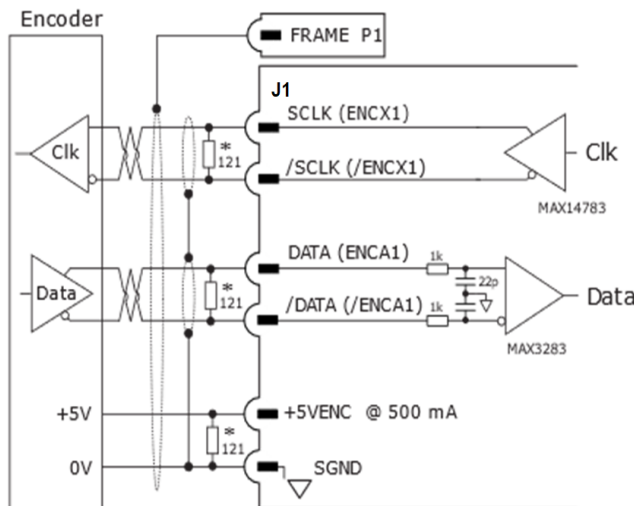 Encoder
FRAME P1
J1
SCLK (ENCX1)
Clk
*
121
Clk
/SCLK (/ENCX1)
MAX14783
DATA (ENCA1)
1k
Data
*
121
22p
Data
/DATA (/ENCA1)
1k
MAX3283
+5V
+5VENC @ 500 mA
*
121
0V
SGND